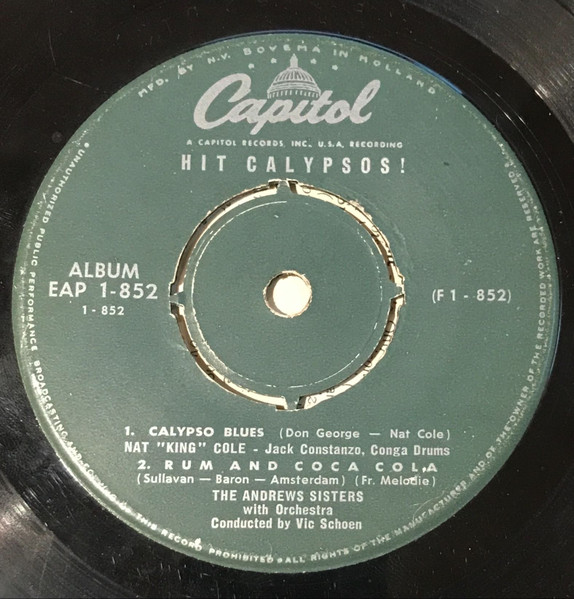 MFD. BY N.V. BOVEMA IN HOLLAND
Capitol
A CAPITOL RECORDS, INC., U.S.A. RECORDING
HIT CALYPSOS!
ALBUM
EAP 1-852
1 - 852
(F 1 - 852)
1. CALYPSO BLUES (Don George — Nat Cole)
NAT "KING" COLE - Jack Constanzo, Conga Drums
2. RUM AND COCA COLA
(Sullavan — Baron — Amsterdam) (Fr. Melodie)
THE ANDREWS SISTERS
with Orchestra
Conducted by Vic Schoen
UNAUTHORIZED PUBLIC PERFORMANCE BROADCASTING AND COPYING OF THIS RECORD PROHIBITED • ALL RIGHTS OF THE MANUFACTURER AND OF THE OWNER OF THE RECORDED WORK ARE RESERVED